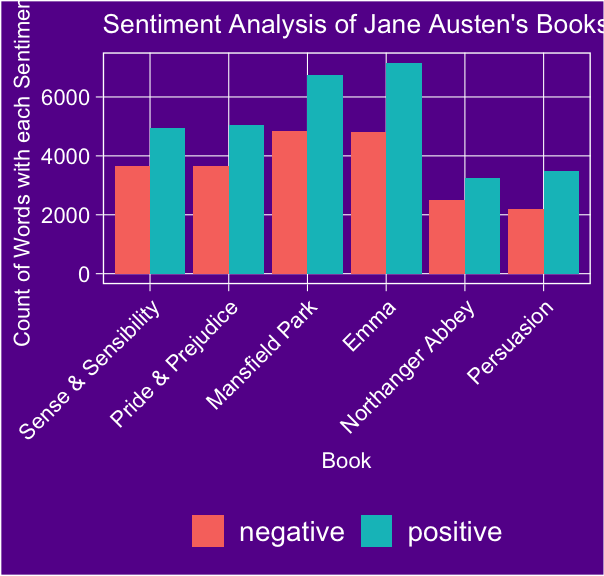 Sentiment Analysis of Jane Austen's Books
Count of Words with each Sentimen
6000
4000
2000
0
Sense & Sensibility
Pride & Prejudice
Mansfield Park
Emma
Northanger Abbey
Persuasion
Book
negative
positive